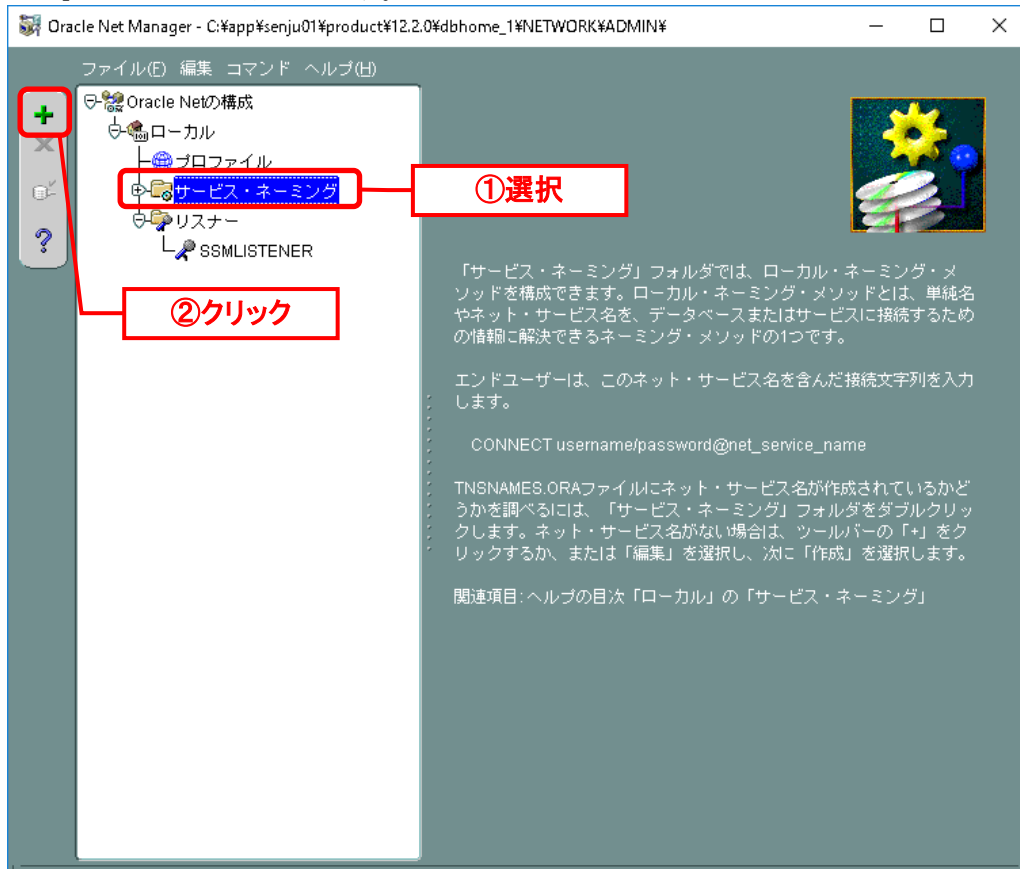 Oracle Net Manager - C:¥app¥senju01¥product¥12.2.0¥dbhome_1¥NETWORK¥ADMIN¥
ファイル(F) 編集 コマンド ヘルプ(H)
Oracle Netの構成
ローカル
プロファイル
サービス・ネーミング
①選択
リスナー
SSMLISTENER
②クリック
「サービス・ネーミング」フォルダでは、ローカル・ネーミング・メ
ソッドを構成できます。ローカル・ネーミング・メソッドとは、単純名
やネット・サービス名を、データベースまたはサービスに接続するため
の情報に解決できるネーミング・メソッドの1つです。
エンドユーザーは、このネット・サービス名を含んだ接続文字列を入力
します。
CONNECT username/password@net_service_name
TNSNAMES.ORAファイルにネット・サービス名が作成されているかど
うかを調べるには、「サービス・ネーミング」フォルダをダブルクリッ
クします。ネット・サービス名がない場合は、ツールバーの「+」をク
リックするか、または「編集」を選択し、次に「作成」を選択します。
関連項目:ヘルプの目次「ローカル」の「サービス・ネーミング」